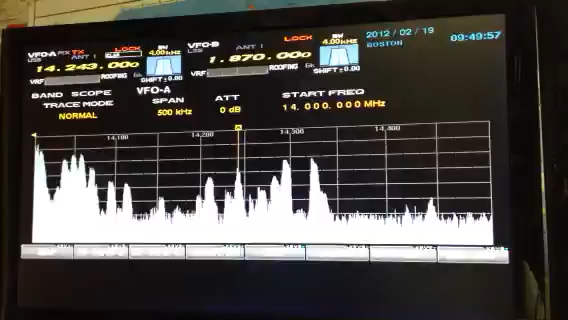 VFO-A RX TX LOCK BW VFO-B LOCK BW 2012 / 02 / 19
USB ANT 1 4.00kHz USB ANT 1 4.00kHz BOSTON 09:49:57
14.243.000 1.870.000
VRF ROOFING SHIFT±0.00 VRF ROOFING SHIFT±0.00
BAND SCOPE VFO-A
TRACE MODE SPAN ATT START FREQ
NORMAL 500 kHz 0 dB 14. 000. 000 MHz
14,100 14,200 14,300 14,400